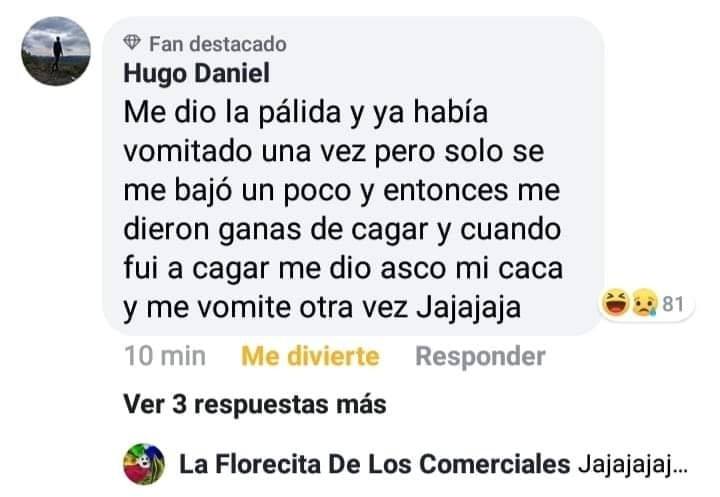 Fan destacado
Hugo Daniel
Me dio la pálida y ya había
vomitado una vez pero solo se
me bajó un poco y entonces me
dieron ganas de cagar y cuando
fui a cagar me dio asco mi caca
y me vomite otra vez Jajajaja
81
10 min Me divierte Responder
Ver 3 respuestas más
La Florecita De Los Comerciales Jajajajaj...